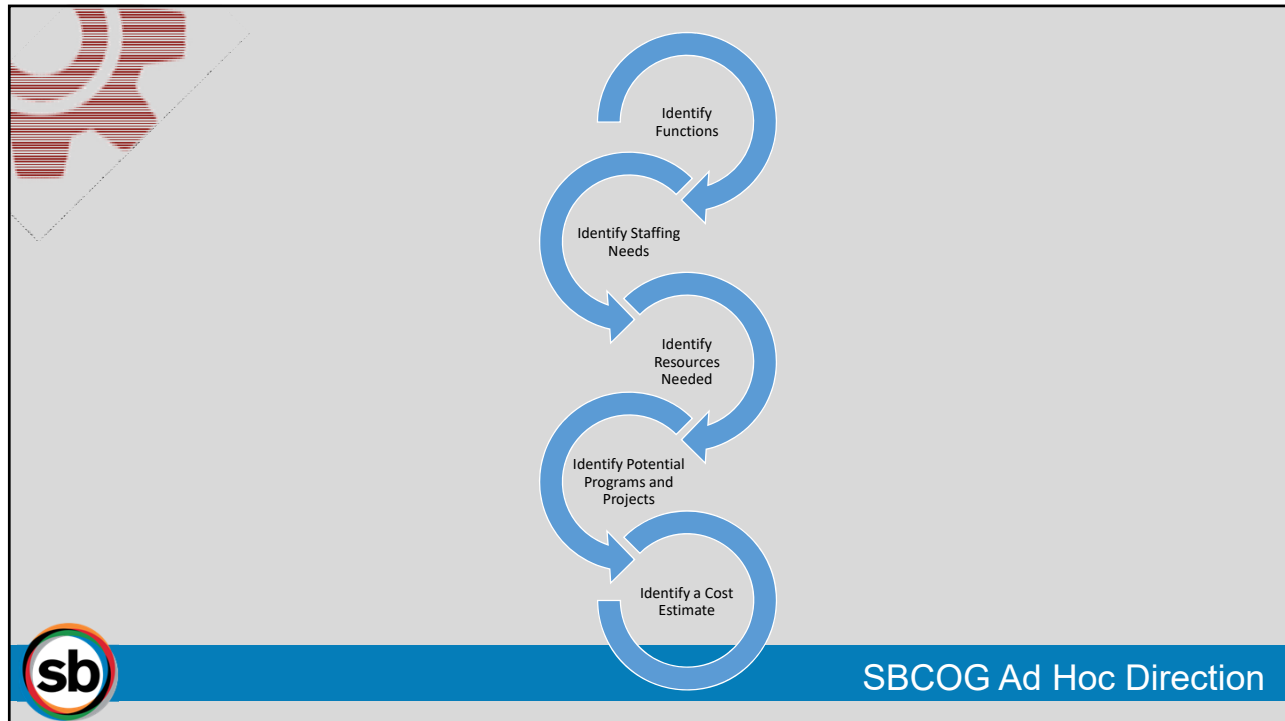 Identify
Functions
Identify Staffing
Needs
Identify
Resources
Needed
Identify Potential
Programs and
Projects
Identify a Cost
Estimate
sb
SBCOG Ad Hoc Direction